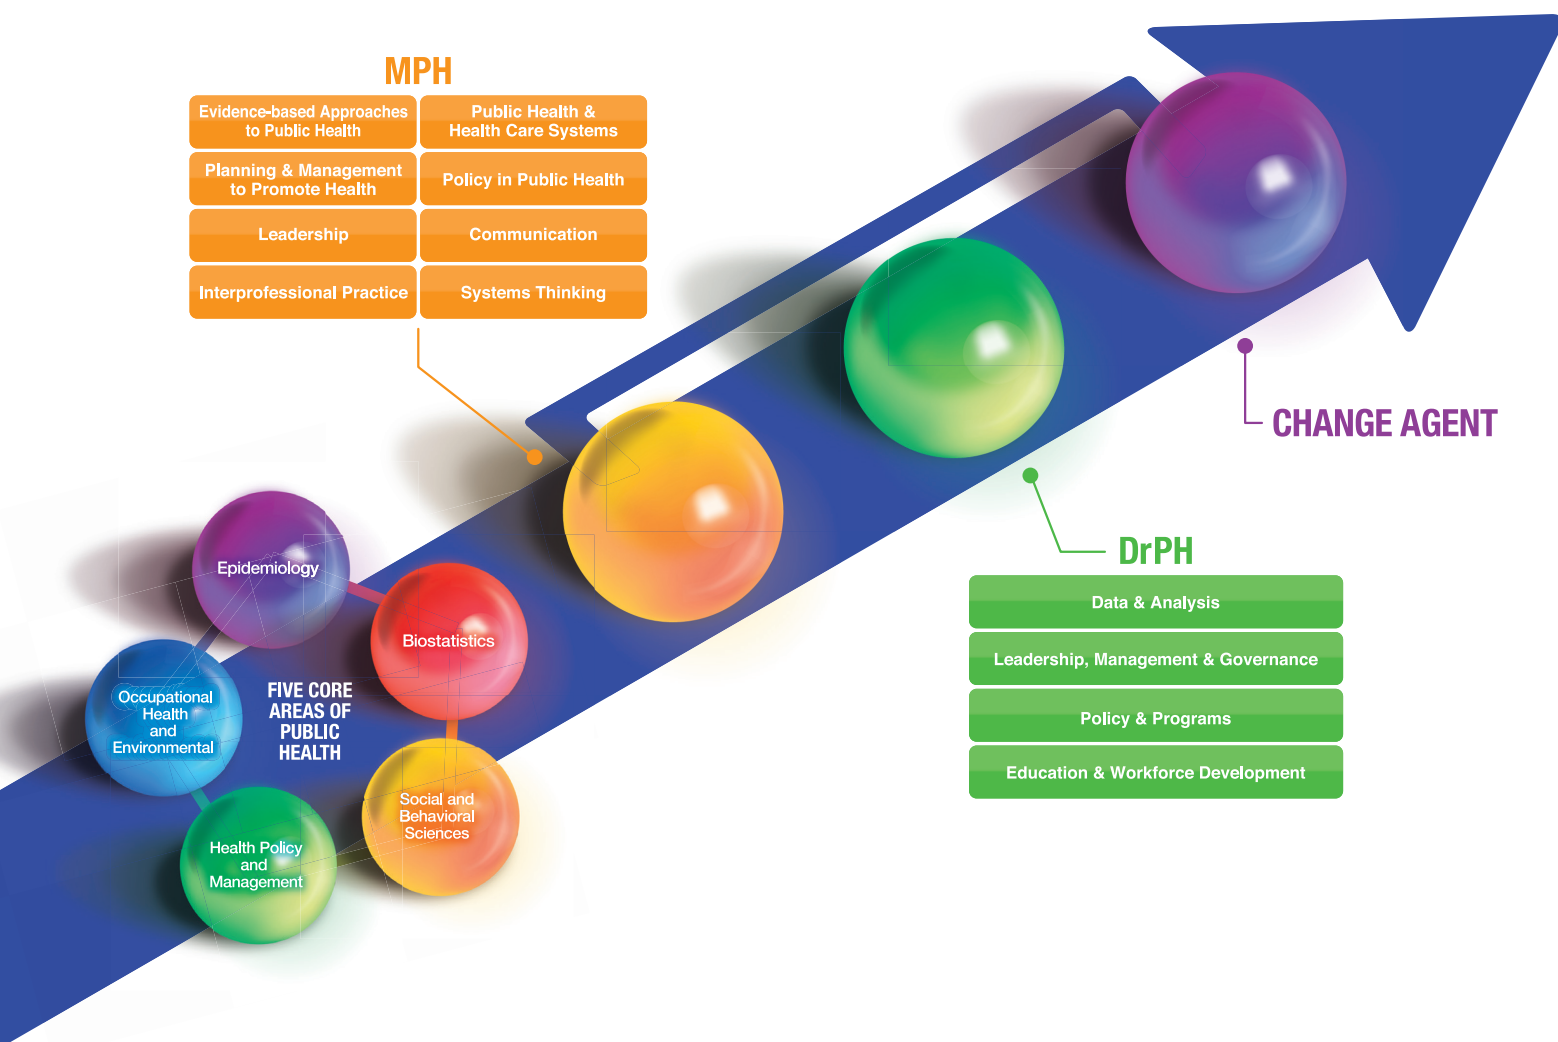 MPH
Evidence-based Approaches
to Public Health
Public Health &
Health Care Systems
Planning & Management
to Promote Health
Policy in Public Health
Leadership
Communication
Interprofessional Practice
Systems Thinking
CHANGE AGENT
DrPH
Data & Analysis
Leadership, Management & Governance
Policy & Programs
Education & Workforce Development
Epidemiology
Biostatistics
Occupational
Health
and
Environmental
FIVE CORE
AREAS OF
PUBLIC
HEALTH
Social and
Behavioral
Sciences
Health Policy
and
Management